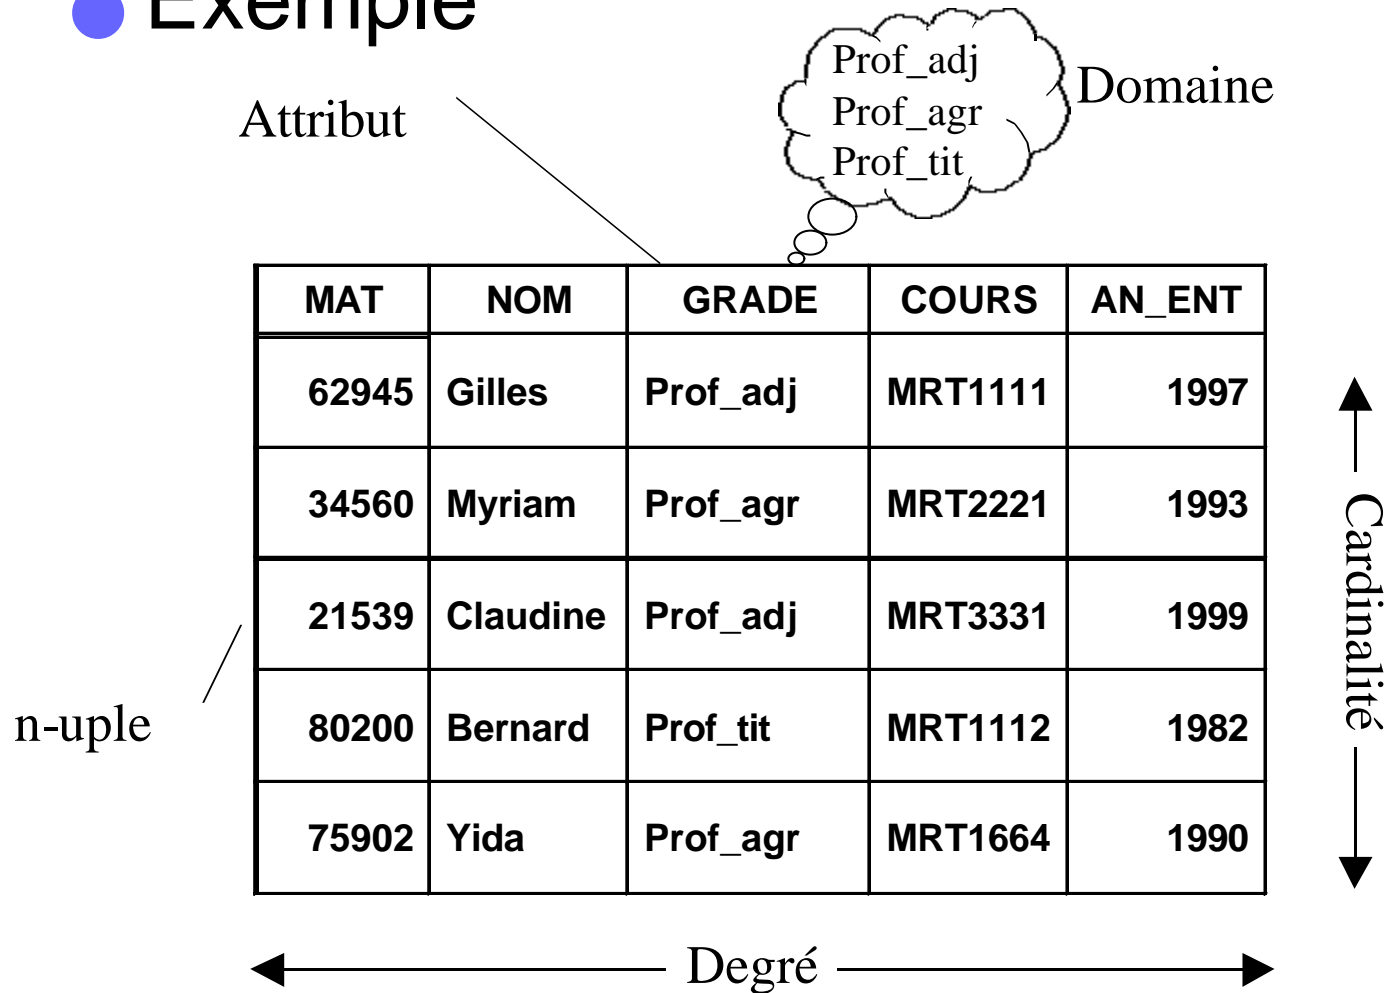 Exemple
Prof_adj
Prof_agr
Prof_tit
Domaine
Attribut
MAT NOM GRADE COURS AN_ENT
62945 Gilles Prof_adj MRT1111 1997
34560 Myriam Prof_agr MRT2221 1993
21539 Claudine Prof_adj MRT3331 1999
80200 Bernard Prof_tit MRT1112 1982
75902 Yida Prof_agr MRT1664 1990
n-uple
Cardinalité
Degré